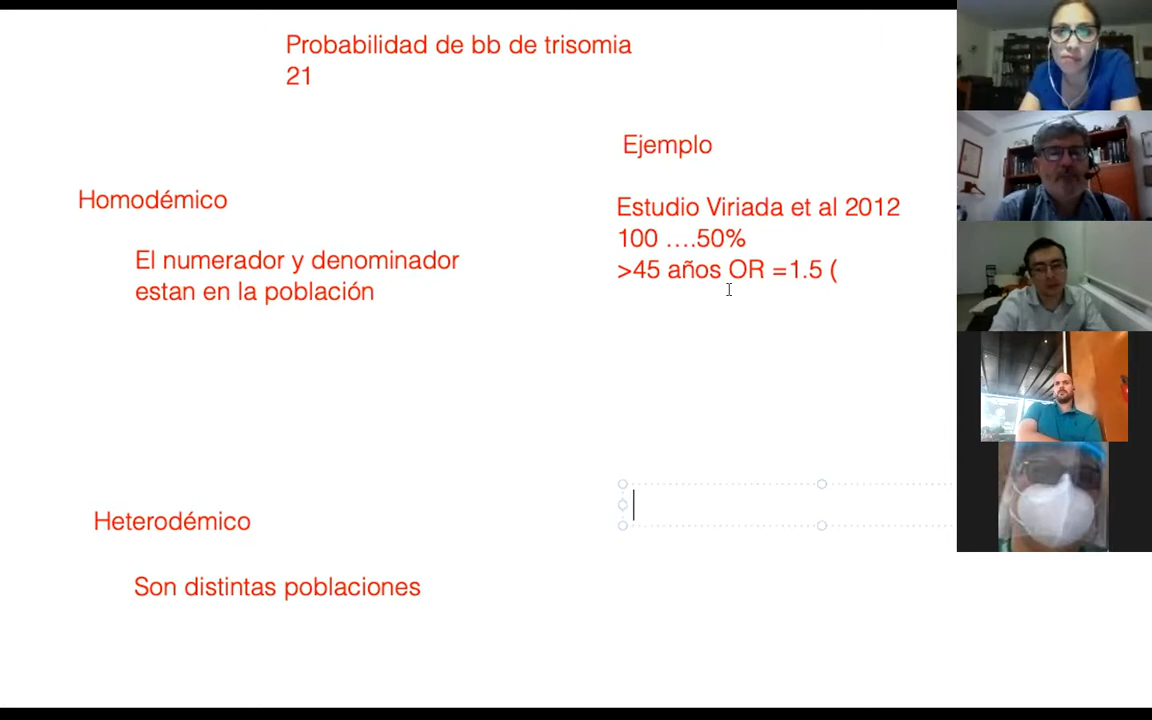 Probabilidad de bb de trisomia
21
Ejemplo
Homodémico
Estudio Viriada et al 2012
100 ….50%
El numerador y denominador
>45 años OR =1.5 (
estan en la población
Heterodémico
Son distintas poblaciones